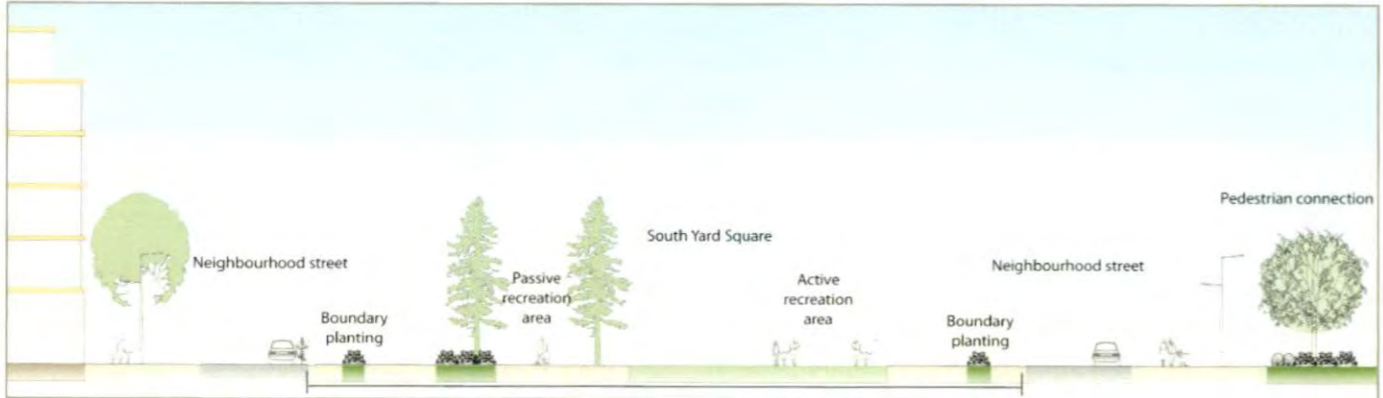 Pedestrian connection
South Yard Square
Neighbourhood street
Passive
recreation
area
Active
recreation
area
Neighbourhood street
Boundary
planting
Boundary
planting